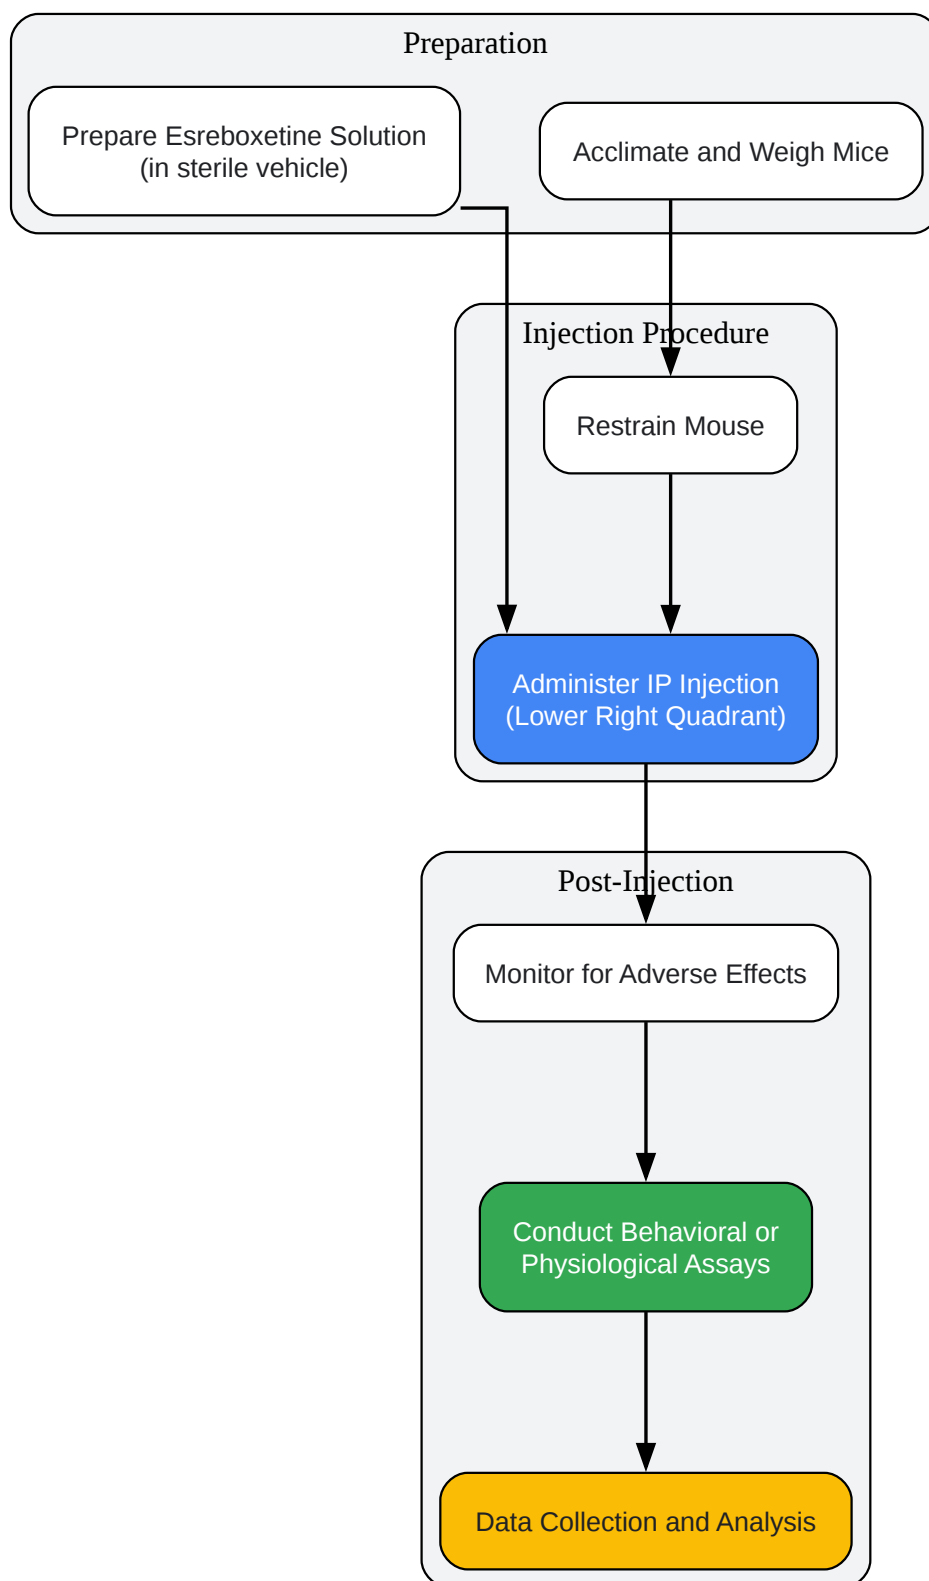 Preparation
Prepare Esreboxetine Solution
(in sterile vehicle)
Acclimate and Weigh Mice
Injection Procedure
Restrain Mouse
Administer IP Injection
(Lower Right Quadrant)
Post-Injection
Monitor for Adverse Effects
Conduct Behavioral or
Physiological Assays
Data Collection and Analysis